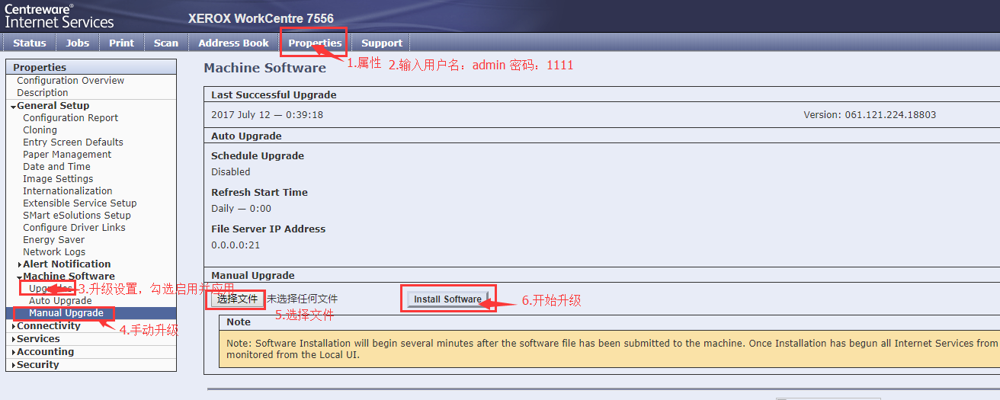 Centreware®
Internet Services
XEROX WorkCentre 7556
Status Jobs Print Scan Address Book Properties Support
1.属性 2.输入用户名：admin 密码：1111
Properties
Configuration Overview
Description
General Setup
Configuration Report
Cloning
Entry Screen Defaults
Paper Management
Date and Time
Image Settings
Internationalization
Extensible Service Setup
SMart eSolutions Setup
Configure Driver Links
Energy Saver
Network Logs
Alert Notification
Machine Software
Upgrades 3.升级设置，勾选启用并应用
Auto Upgrade
Manual Upgrade
4.手动升级
Connectivity
Services
Accounting
Security
Machine Software
Last Successful Upgrade
2017 July 12 — 0:39:18 Version: 061.121.224.18803
Auto Upgrade
Schedule Upgrade
Disabled
Refresh Start Time
Daily — 0:00
File Server IP Address
0.0.0.0:21
Manual Upgrade
选择文件 未选择任何文件 Install Software 6.开始升级
5.选择文件
Note
Note: Software Installation will begin several minutes after the software file has been submitted to the machine. Once Installation has begun all Internet Services from
monitored from the Local UI.